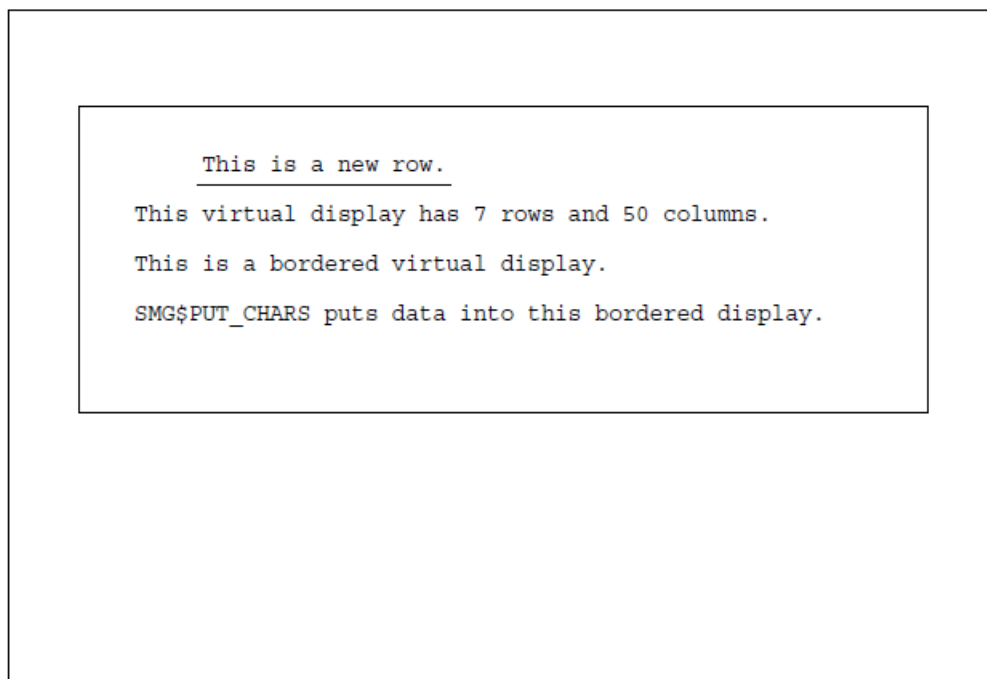 This is a new row.
This virtual display has 7 rows and 50 columns.
This is a bordered virtual display.
SMG$PUT_CHARS puts data into this bordered display.